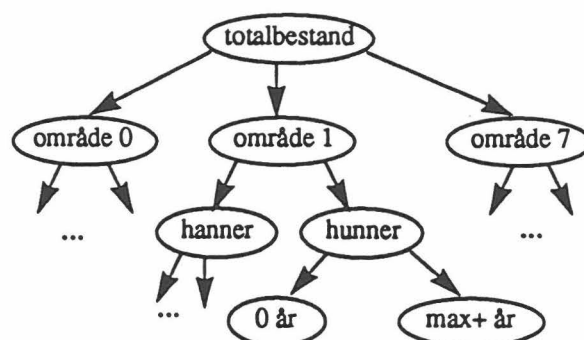 totalbestand
område 0
område 1
område 7
...
hanner
hunner
...
...
0 år
max+ år